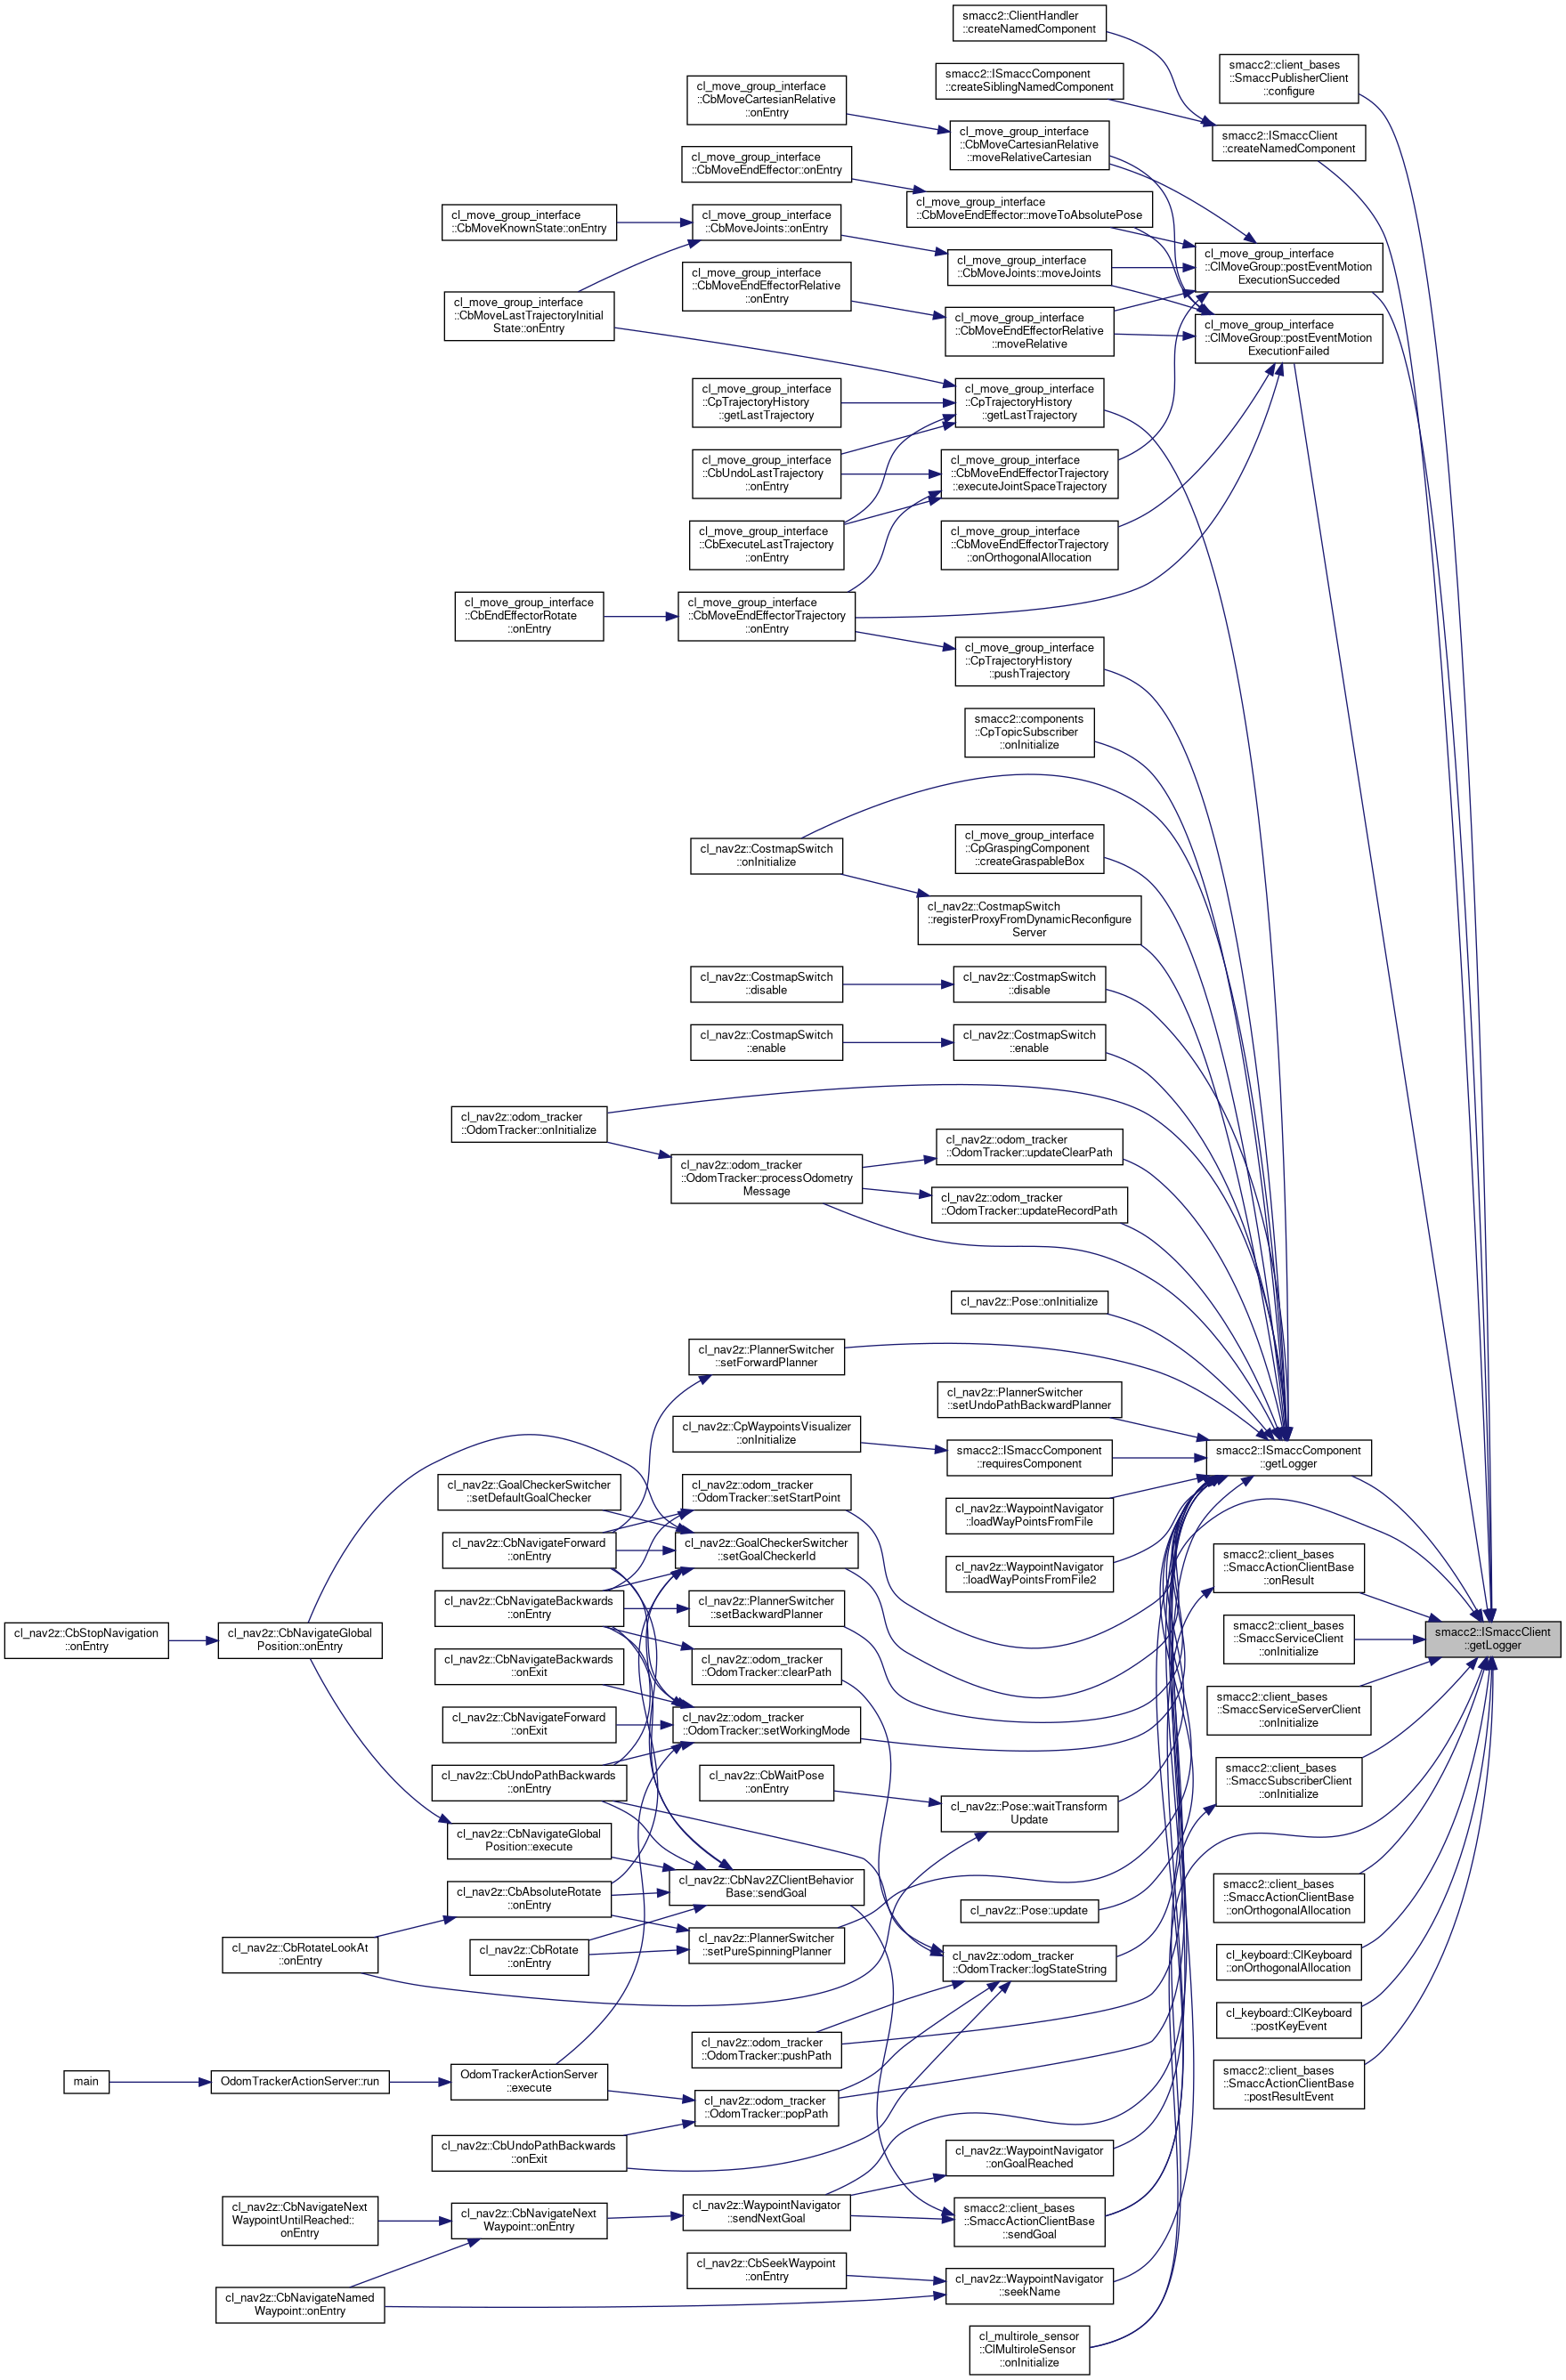 smacc2::ClientHandler
::createNamedComponent
smacc2::client_bases
::SmaccPublisherClient
::configure
smacc2::ISmaccComponent
::createSiblingNamedComponent
cl_move_group_interface
::CbMoveCartesianRelative
::onEntry
cl_move_group_interface
::CbMoveCartesianRelative
::moveRelativeCartesian
smacc2::ISmaccClient
::createNamedComponent
cl_move_group_interface
::CbMoveEndEffector::onEntry
cl_move_group_interface
::CbMoveEndEffector::moveToAbsolutePose
cl_move_group_interface
::CbMoveKnownState::onEntry
cl_move_group_interface
::CbMoveJoints::onEntry
cl_move_group_interface
::CbMoveJoints::moveJoints
cl_move_group_interface
::ClMoveGroup::postEventMotion
ExecutionSucceded
cl_move_group_interface
::CbMoveEndEffectorRelative
::onEntry
cl_move_group_interface
::CbMoveLastTrajectoryInitial
State::onEntry
cl_move_group_interface
::CbMoveEndEffectorRelative
::moveRelative
cl_move_group_interface
::ClMoveGroup::postEventMotion
ExecutionFailed
cl_move_group_interface
::CpTrajectoryHistory
::getLastTrajectory
cl_move_group_interface
::CpTrajectoryHistory
::getLastTrajectory
cl_move_group_interface
::CbUndoLastTrajectory
::onEntry
cl_move_group_interface
::CbMoveEndEffectorTrajectory
::executeJointSpaceTrajectory
cl_move_group_interface
::CbExecuteLastTrajectory
::onEntry
cl_move_group_interface
::CbMoveEndEffectorTrajectory
::onOrthogonalAllocation
cl_move_group_interface
::CbEndEffectorRotate
::onEntry
cl_move_group_interface
::CbMoveEndEffectorTrajectory
::onEntry
cl_move_group_interface
::CpTrajectoryHistory
::pushTrajectory
smacc2::components
::CpTopicSubscriber
::onInitialize
cl_nav2z::CostmapSwitch
::onInitialize
cl_move_group_interface
::CpGraspingComponent
::createGraspableBox
cl_nav2z::CostmapSwitch
::registerProxyFromDynamicReconfigure
Server
cl_nav2z::CostmapSwitch
::disable
cl_nav2z::CostmapSwitch
::disable
cl_nav2z::CostmapSwitch
::enable
cl_nav2z::CostmapSwitch
::enable
cl_nav2z::odom_tracker
::OdomTracker::onInitialize
cl_nav2z::odom_tracker
::OdomTracker::processOdometry
Message
cl_nav2z::odom_tracker
::OdomTracker::updateClearPath
cl_nav2z::odom_tracker
::OdomTracker::updateRecordPath
cl_nav2z::Pose::onInitialize
cl_nav2z::PlannerSwitcher
::setForwardPlanner
cl_nav2z::PlannerSwitcher
::setUndoPathBackwardPlanner
cl_nav2z::CpWaypointsVisualizer
::onInitialize
smacc2::ISmaccComponent
::requiresComponent
smacc2::ISmaccComponent
::getLogger
cl_nav2z::GoalCheckerSwitcher
::setDefaultGoalChecker
cl_nav2z::odom_tracker
::OdomTracker::setStartPoint
cl_nav2z::WaypointNavigator
::loadWayPointsFromFile
cl_nav2z::CbNavigateForward
::onEntry
cl_nav2z::GoalCheckerSwitcher
::setGoalCheckerId
cl_nav2z::WaypointNavigator
::loadWayPointsFromFile2
smacc2::client_bases
::SmaccActionClientBase
::onResult
cl_nav2z::CbStopNavigation
::onEntry
cl_nav2z::CbNavigateGlobal
Position::onEntry
cl_nav2z::CbNavigateBackwards
::onEntry
cl_nav2z::PlannerSwitcher
::setBackwardPlanner
smacc2::client_bases
::SmaccServiceClient
::onInitialize
smacc2::ISmaccClient
::getLogger
cl_nav2z::CbNavigateBackwards
::onExit
cl_nav2z::odom_tracker
::OdomTracker::clearPath
smacc2::client_bases
::SmaccServiceServerClient
::onInitialize
cl_nav2z::CbNavigateForward
::onExit
cl_nav2z::odom_tracker
::OdomTracker::setWorkingMode
cl_nav2z::CbUndoPathBackwards
::onEntry
cl_nav2z::CbWaitPose
::onEntry
cl_nav2z::Pose::waitTransform
Update
smacc2::client_bases
::SmaccSubscriberClient
::onInitialize
cl_nav2z::CbNavigateGlobal
Position::execute
cl_nav2z::CbAbsoluteRotate
::onEntry
cl_nav2z::CbNav2ZClientBehavior
Base::sendGoal
cl_nav2z::Pose::update
smacc2::client_bases
::SmaccActionClientBase
::onOrthogonalAllocation
cl_nav2z::CbRotateLookAt
::onEntry
cl_nav2z::CbRotate
::onEntry
cl_nav2z::PlannerSwitcher
::setPureSpinningPlanner
cl_nav2z::odom_tracker
::OdomTracker::logStateString
cl_keyboard::ClKeyboard
::onOrthogonalAllocation
cl_keyboard::ClKeyboard
::postKeyEvent
cl_nav2z::odom_tracker
::OdomTracker::pushPath
main
OdomTrackerActionServer::run
OdomTrackerActionServer
::execute
cl_nav2z::odom_tracker
::OdomTracker::popPath
smacc2::client_bases
::SmaccActionClientBase
::postResultEvent
cl_nav2z::CbUndoPathBackwards
::onExit
cl_nav2z::WaypointNavigator
::onGoalReached
cl_nav2z::CbNavigateNext
WaypointUntilReached::
onEntry
cl_nav2z::CbNavigateNext
Waypoint::onEntry
cl_nav2z::WaypointNavigator
::sendNextGoal
smacc2::client_bases
::SmaccActionClientBase
::sendGoal
cl_nav2z::CbSeekWaypoint
::onEntry
cl_nav2z::CbNavigateNamed
Waypoint::onEntry
cl_nav2z::WaypointNavigator
::seekName
cl_multirole_sensor
::ClMultiroleSensor
::onInitialize